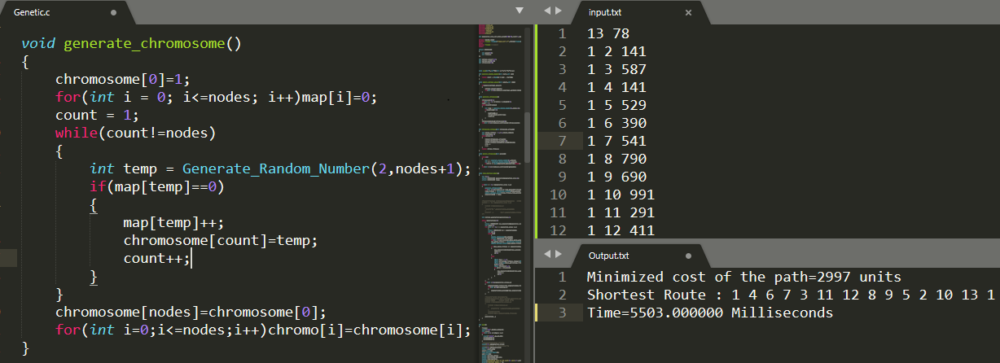 Genetic.c
void generate_chromosome()
{
chromosome[0]=1;
for(int i = 0; i<=nodes; i++)map[i]=0;
count = 1;
while(count!=nodes)
{
int temp = Generate_Random_Number(2,nodes+1);
if(map[temp]==0)
{
map[temp]++;
chromosome[count]=temp;
count++;
}
}
chromosome[nodes]=chromosome[0];
for(int i=0;i<=nodes;i++)chromo[i]=chromosome[i];
}
input.txt
1 13 78
2 1 2 141
3 1 3 587
4 1 4 141
5 1 5 529
6 1 6 390
7 1 7 541
8 1 8 790
9 1 9 690
10 1 10 991
11 1 11 291
12 1 12 411
Output.txt
1 Minimized cost of the path=2997 units
2 Shortest Route : 1 4 6 7 3 11 12 8 9 5 2 10 13 1
3 Time=5503.000000 Milliseconds